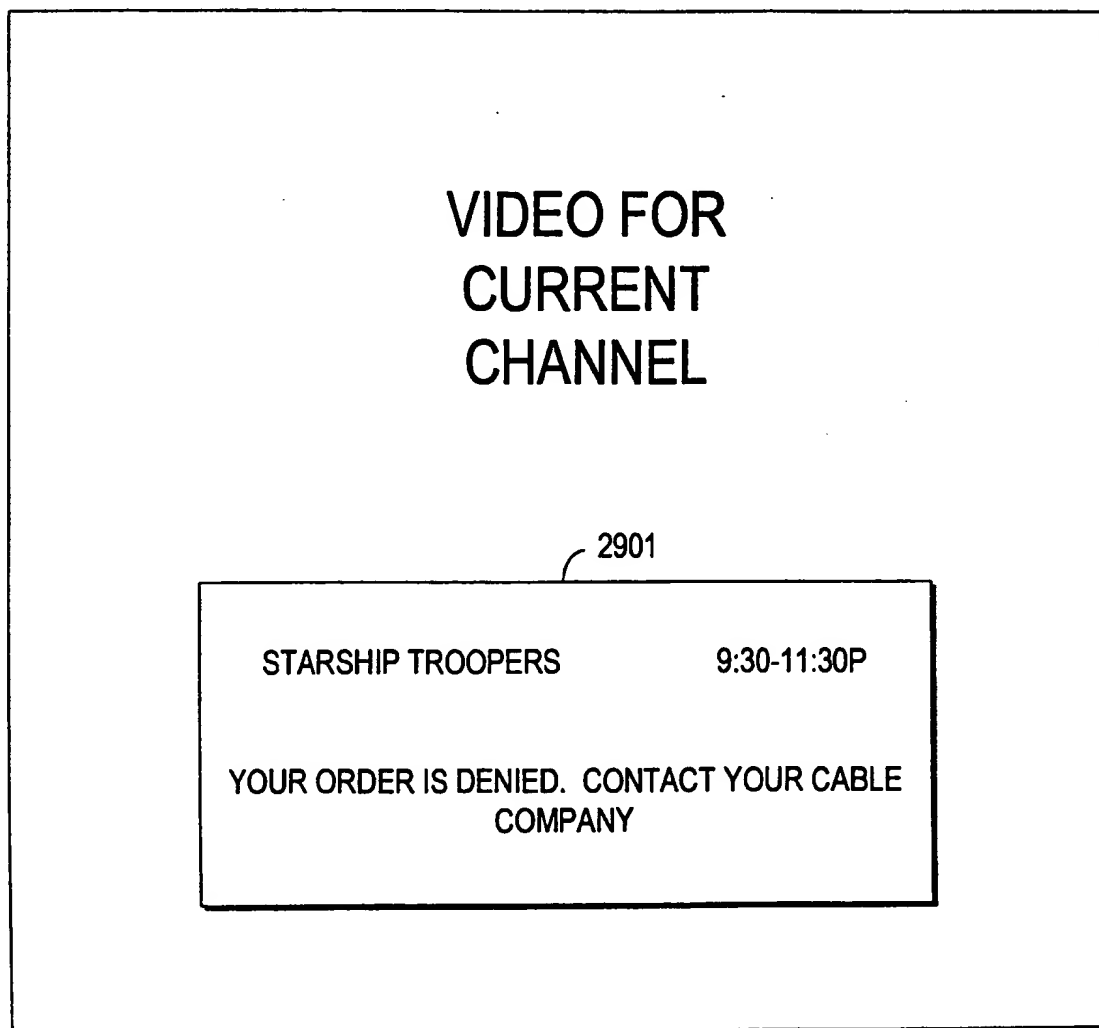 VIDEO FOR
CURRENT
CHANNEL
2901
STARSHIP TROOPERS 9:30-11:30P
YOUR ORDER IS DENIED. CONTACT YOUR CABLE
COMPANY